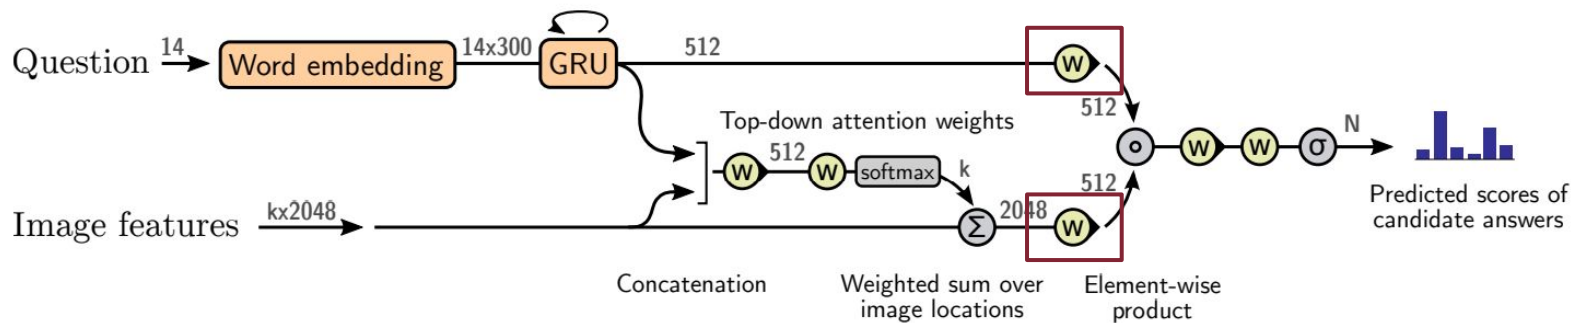 Question
14
Word embedding
14x300
GRU
512
W
512
Top-down attention weights
W
512
W
softmax
k
W
W
σ
N
Predicted scores of
candidate answers
Image features
kx2048
Σ
2048
W
512
Concatenation
Weighted sum over
image locations
Element-wise
product